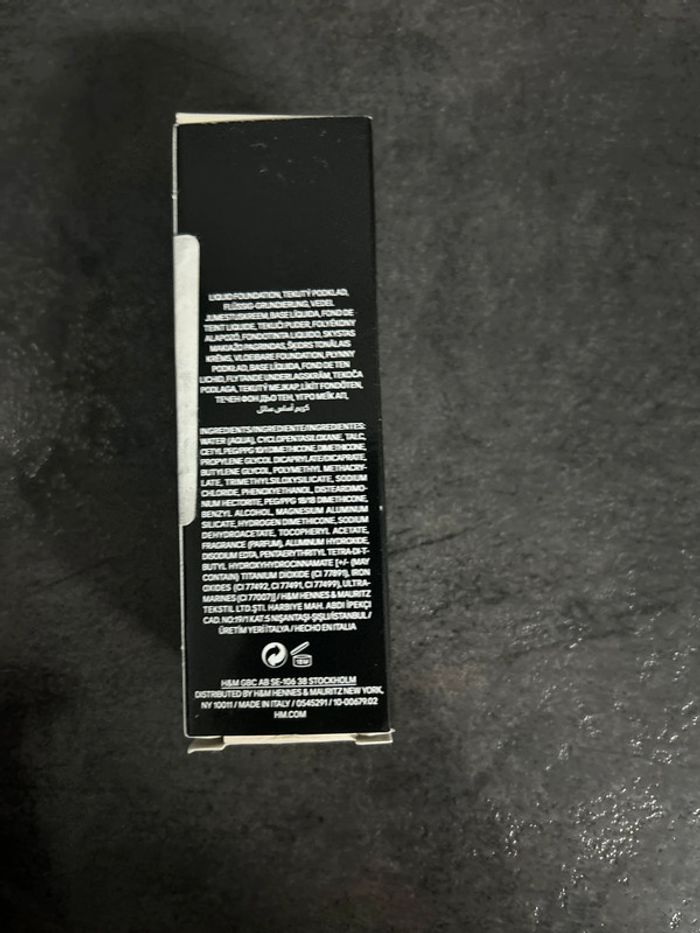 LIQUID FOUNDATION, TEKUTÝ PODKLAD,
FLÜSSIG-GRUNDIERUNG, VEDEL
JUMESTUSKREEM, BASE LÍQUIDA, FOND DE
TEINT LIQUIDE, TEKUĆI PUDER, FOLYÉKONY
ALAPOZÓ, FONDOTINTA LIQUIDO, SKYSTAS
MAKIAŽO PAGRINDAS, ŠĶIDRS TONĀLAIS
KRĒMS, VLOEIBARE FOUNDATION, PŁYNNY
PODKŁAD, BASE LÍQUIDA, FOND DE TEN
LICHID, FLYTANDE UNDERLAGSKRÄM, TEKOČA
PODLAGA, TEKUTÝ MEJKAP, LİKİT FONDÖTEN,
ТЕЧЕН ФОН ДЬО ТЕН, ΥΓΡΟ ΜΕΪΚ ΑΠ,
كريم أساس سائل
INGREDIENTS/INGREDIENTE/INGREDIENTES:
WATER (AQUA), CYCLOPENTASILOXANE, TALC,
CETYL PEG/PPG 10/1 DIMETHICONE, DIMETHICONE,
PROPYLENE GLYCOL DICAPRYLATE/DICAPRATE,
BUTYLENE GLYCOL, POLYMETHYL METHACRY-
LATE, TRIMETHYLSILOXYSILICATE, SODIUM
CHLORIDE, PHENOXYETHANOL, DISTEARDIMO-
NIUM HECTORITE, PEG/PPG 18/18 DIMETHICONE,
BENZYL ALCOHOL, MAGNESIUM ALUMINUM
SILICATE, HYDROGEN DIMETHICONE, SODIUM
DEHYDROACETATE, TOCOPHERYL ACETATE,
FRAGRANCE (PARFUM), ALUMINUM HYDROXIDE,
DISODIUM EDTA, PENTAERYTHRITYL TETRA-DI-T-
BUTYL HYDROXYHYDROCINNAMATE [+/- (MAY
CONTAIN) TITANIUM DIOXIDE (CI 77891), IRON
OXIDES (CI 77492, CI 77491, CI 77499), ULTRA-
MARINES (CI 77007)] / H&M HENNES & MAURITZ
TEKSTIL LTD.ŞTI. HARBIYE MAH. ABDI İPEKÇI
CAD. NO:19/1 KAT:5 NIŞANTAŞI-ŞIŞLI/ISTANBUL /
ÜRETİM YERİ İTALYA / HECHO EN ITALIA
18 M
H&M GBC AB SE-106 38 STOCKHOLM
DISTRIBUTED BY H&M HENNES & MAURITZ NEW YORK,
NY 10011 / MADE IN ITALY / 0545291 / 10-00679.02
HM.COM